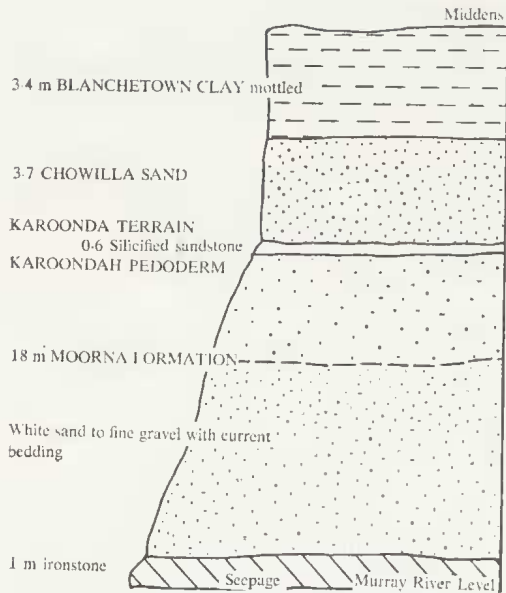 Middens
3·4 m BLANCHETOWN CLAY mottled
3·7 CHOWILLA SAND
KAROONDA TERRAIN
0·6 Silicified sandstone
KAROONDAH PEDODERM
18 m MOORNA FORMATION
White sand to fine gravel with current
bedding
1 m ironstone
Seepage
Murray River Level